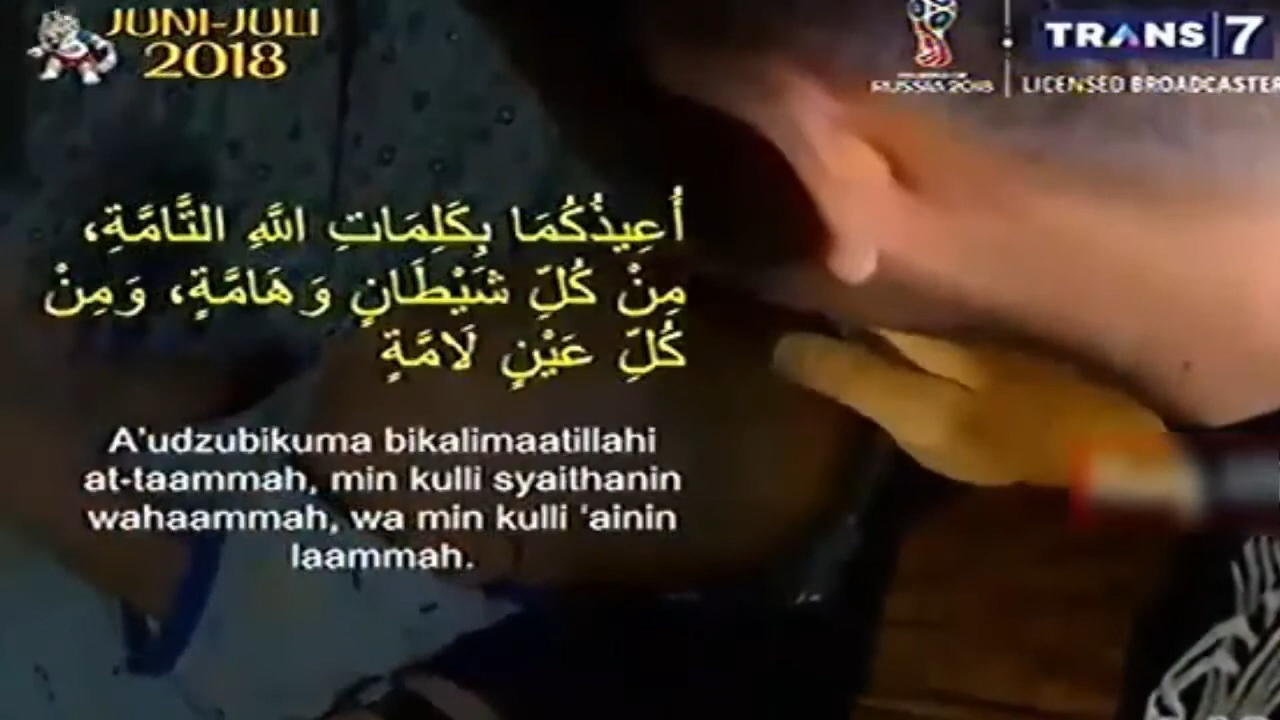 JUNI-JULI
2018
TRANS|7
RUSSIA 2018
LICENSED BROADCASTER
أُعِيذُكُمَا بِكَلِمَاتِ اللَّهِ التَّامَّةِ،
مِنْ كُلِّ شَيْطَانٍ وَهَامَّةٍ، وَمِنْ
كُلِّ عَيْنٍ لَامَّةٍ
A'udzubikuma bikalimaatillahi
at-taammah, min kulli syaithanin
wahaammah, wa min kulli 'ainin
laammah.